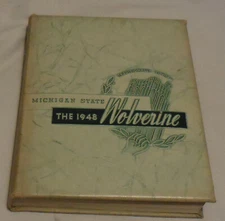 MICHIGAN STATE
THE 1948 Wolverine